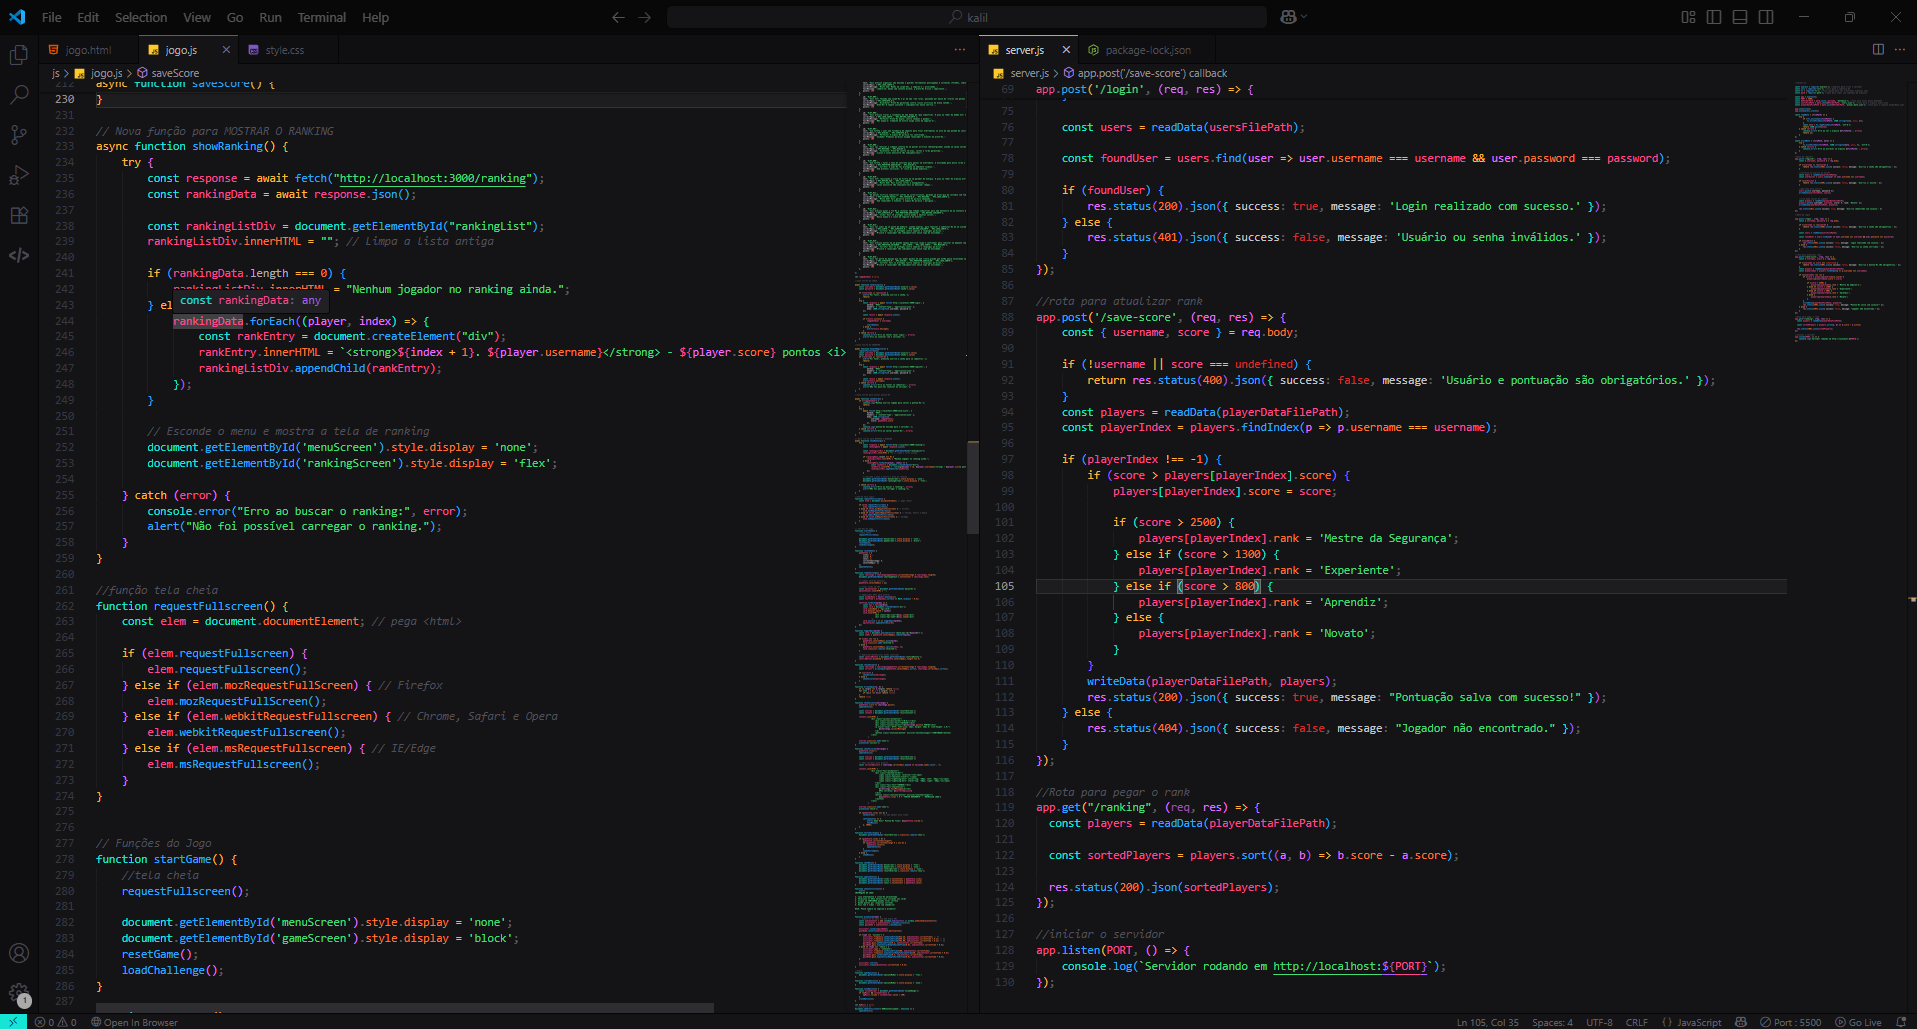 File Edit Selection View Go Run Terminal Help
kalil
jogo.html
jogo.js
style.css
js > jogo.js > saveScore
212 async function saveScore() {
230 }
231
232 // Nova função para MOSTRAR O RANKING
233 async function showRanking() {
234 try {
235 const response = await fetch("http://localhost:3000/ranking");
236 const rankingData = await response.json();
237
238 const rankingListDiv = document.getElementById("rankingList");
239 rankingListDiv.innerHTML = ""; // Limpa a lista antiga
240
241 if (rankingData.length === 0) {
242 rankingListDiv.innerHTML = "Nenhum jogador no ranking ainda.";
const rankingData: any
243 } el
244 rankingData.forEach((player, index) => {
245 const rankEntry = document.createElement("div");
246 rankEntry.innerHTML = `<strong>${index + 1}. ${player.username}</strong> - ${player.score} pontos <i>
247 rankingListDiv.appendChild(rankEntry);
248 });
249 }
250
251 // Esconde o menu e mostra a tela de ranking
252 document.getElementById('menuScreen').style.display = 'none';
253 document.getElementById('rankingScreen').style.display = 'flex';
254
255 } catch (error) {
256 console.error("Erro ao buscar o ranking:", error);
257 alert("Não foi possível carregar o ranking.");
258 }
259 }
260
261 //função tela cheia
262 function requestFullscreen() {
263 const elem = document.documentElement; // pega <html>
264
265 if (elem.requestFullscreen) {
266 elem.requestFullscreen();
267 } else if (elem.mozRequestFullScreen) { // Firefox
268 elem.mozRequestFullScreen();
269 } else if (elem.webkitRequestFullscreen) { // Chrome, Safari e Opera
270 elem.webkitRequestFullscreen();
271 } else if (elem.msRequestFullscreen) { // IE/Edge
272 elem.msRequestFullscreen();
273 }
274 }
275
276
277 // Funções do Jogo
278 function startGame() {
279 //tela cheia
280 requestFullscreen();
281
282 document.getElementById('menuScreen').style.display = 'none';
283 document.getElementById('gameScreen').style.display = 'block';
284 resetGame();
285 loadChallenge();
286 }
287
server.js
package-lock.json
server.js > app.post('/save-score') callback
69 app.post('/login', (req, res) => {
75
76 const users = readData(usersFilePath);
77
78 const foundUser = users.find(user => user.username === username && user.password === password);
79
80 if (foundUser) {
81 res.status(200).json({ success: true, message: 'Login realizado com sucesso.' });
82 } else {
83 res.status(401).json({ success: false, message: 'Usuário ou senha inválidos.' });
84 }
85 });
86
87 //rota para atualizar rank
88 app.post('/save-score', (req, res) => {
89 const { username, score } = req.body;
90
91 if (!username || score === undefined) {
92 return res.status(400).json({ success: false, message: 'Usuário e pontuação são obrigatórios.' });
93 }
94 const players = readData(playerDataFilePath);
95 const playerIndex = players.findIndex(p => p.username === username);
96
97 if (playerIndex !== -1) {
98 if (score > players[playerIndex].score) {
99 players[playerIndex].score = score;
100
101 if (score > 2500) {
102 players[playerIndex].rank = 'Mestre da Segurança';
103 } else if (score > 1300) {
104 players[playerIndex].rank = 'Experiente';
105 } else if (score > 800) {
106 players[playerIndex].rank = 'Aprendiz';
107 } else {
108 players[playerIndex].rank = 'Novato';
109 }
110 }
111 writeData(playerDataFilePath, players);
112 res.status(200).json({ success: true, message: "Pontuação salva com sucesso!" });
113 } else {
114 res.status(404).json({ success: false, message: "Jogador não encontrado." });
115 }
116 });
117
118 //Rota para pegar o rank
119 app.get("/ranking", (req, res) => {
120 const players = readData(playerDataFilePath);
121
122 const sortedPlayers = players.sort((a, b) => b.score - a.score);
123
124 res.status(200).json(sortedPlayers);
125 });
126
127 //iniciar o servidor
128 app.listen(PORT, () => {
129 console.log(`Servidor rodando em http://localhost:${PORT}`);
130 });
1
0 0 Open In Browser
Ln 105, Col 35 Spaces: 4 UTF-8 CRLF {} JavaScript Port : 5500 Go Live